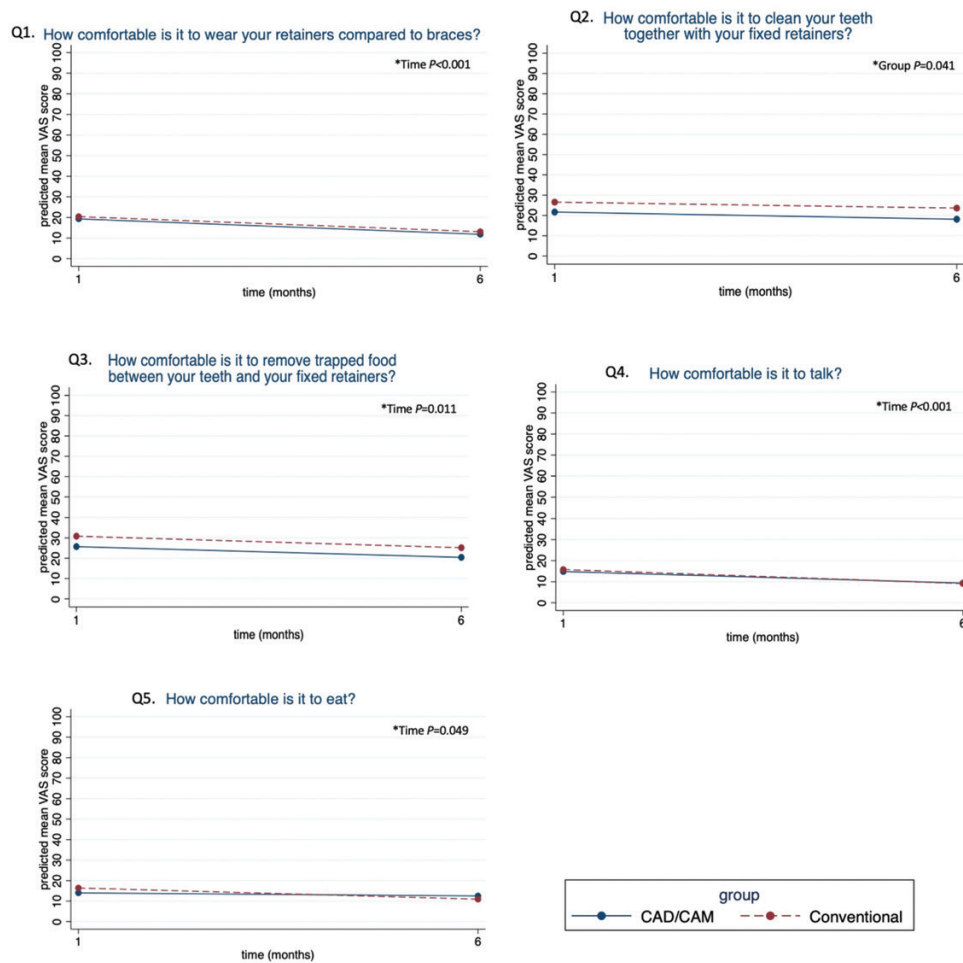 Q1. How comfortable is it to wear your retainers compared to braces?
*Time P<0.001
predicted mean VAS score
0 10 20 30 40 50 60 70 80 90 100
1 6
time (months)
Q2. How comfortable is it to clean your teeth
together with your fixed retainers?
*Group P=0.041
predicted mean VAS score
0 10 20 30 40 50 60 70 80 90 100
1 6
time (months)
Q3. How comfortable is it to remove trapped food
between your teeth and your fixed retainers?
*Time P=0.011
predicted mean VAS score
0 10 20 30 40 50 60 70 80 90 100
1 6
time (months)
Q4. How comfortable is it to talk?
*Time P<0.001
predicted mean VAS score
0 10 20 30 40 50 60 70 80 90 100
1 6
time (months)
Q5. How comfortable is it to eat?
*Time P=0.049
predicted mean VAS score
0 10 20 30 40 50 60 70 80 90 100
1 6
time (months)
group
CAD/CAM Conventional